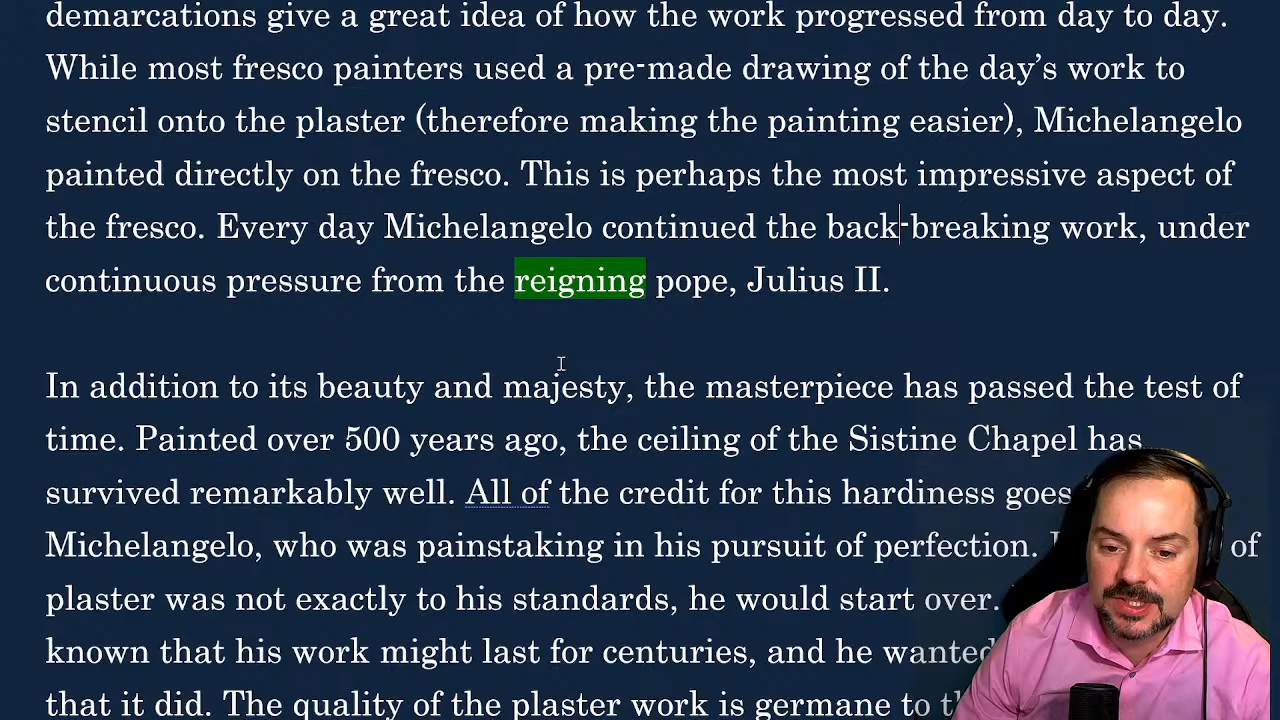 demarcations give a great idea of how the work progressed from day to day.
While most fresco painters used a pre-made drawing of the day’s work to
stencil onto the plaster (therefore making the painting easier), Michelangelo
painted directly on the fresco. This is perhaps the most impressive aspect of
the fresco. Every day Michelangelo continued the back-breaking work, under
continuous pressure from the reigning pope, Julius II.
In addition to its beauty and majesty, the masterpiece has passed the test of
time. Painted over 500 years ago, the ceiling of the Sistine Chapel has
survived remarkably well. All of the credit for this hardiness goes
Michelangelo, who was painstaking in his pursuit of perfection. of
plaster was not exactly to his standards, he would start over.
known that his work might last for centuries, and he wanted
that it did. The quality of the plaster work is germane to